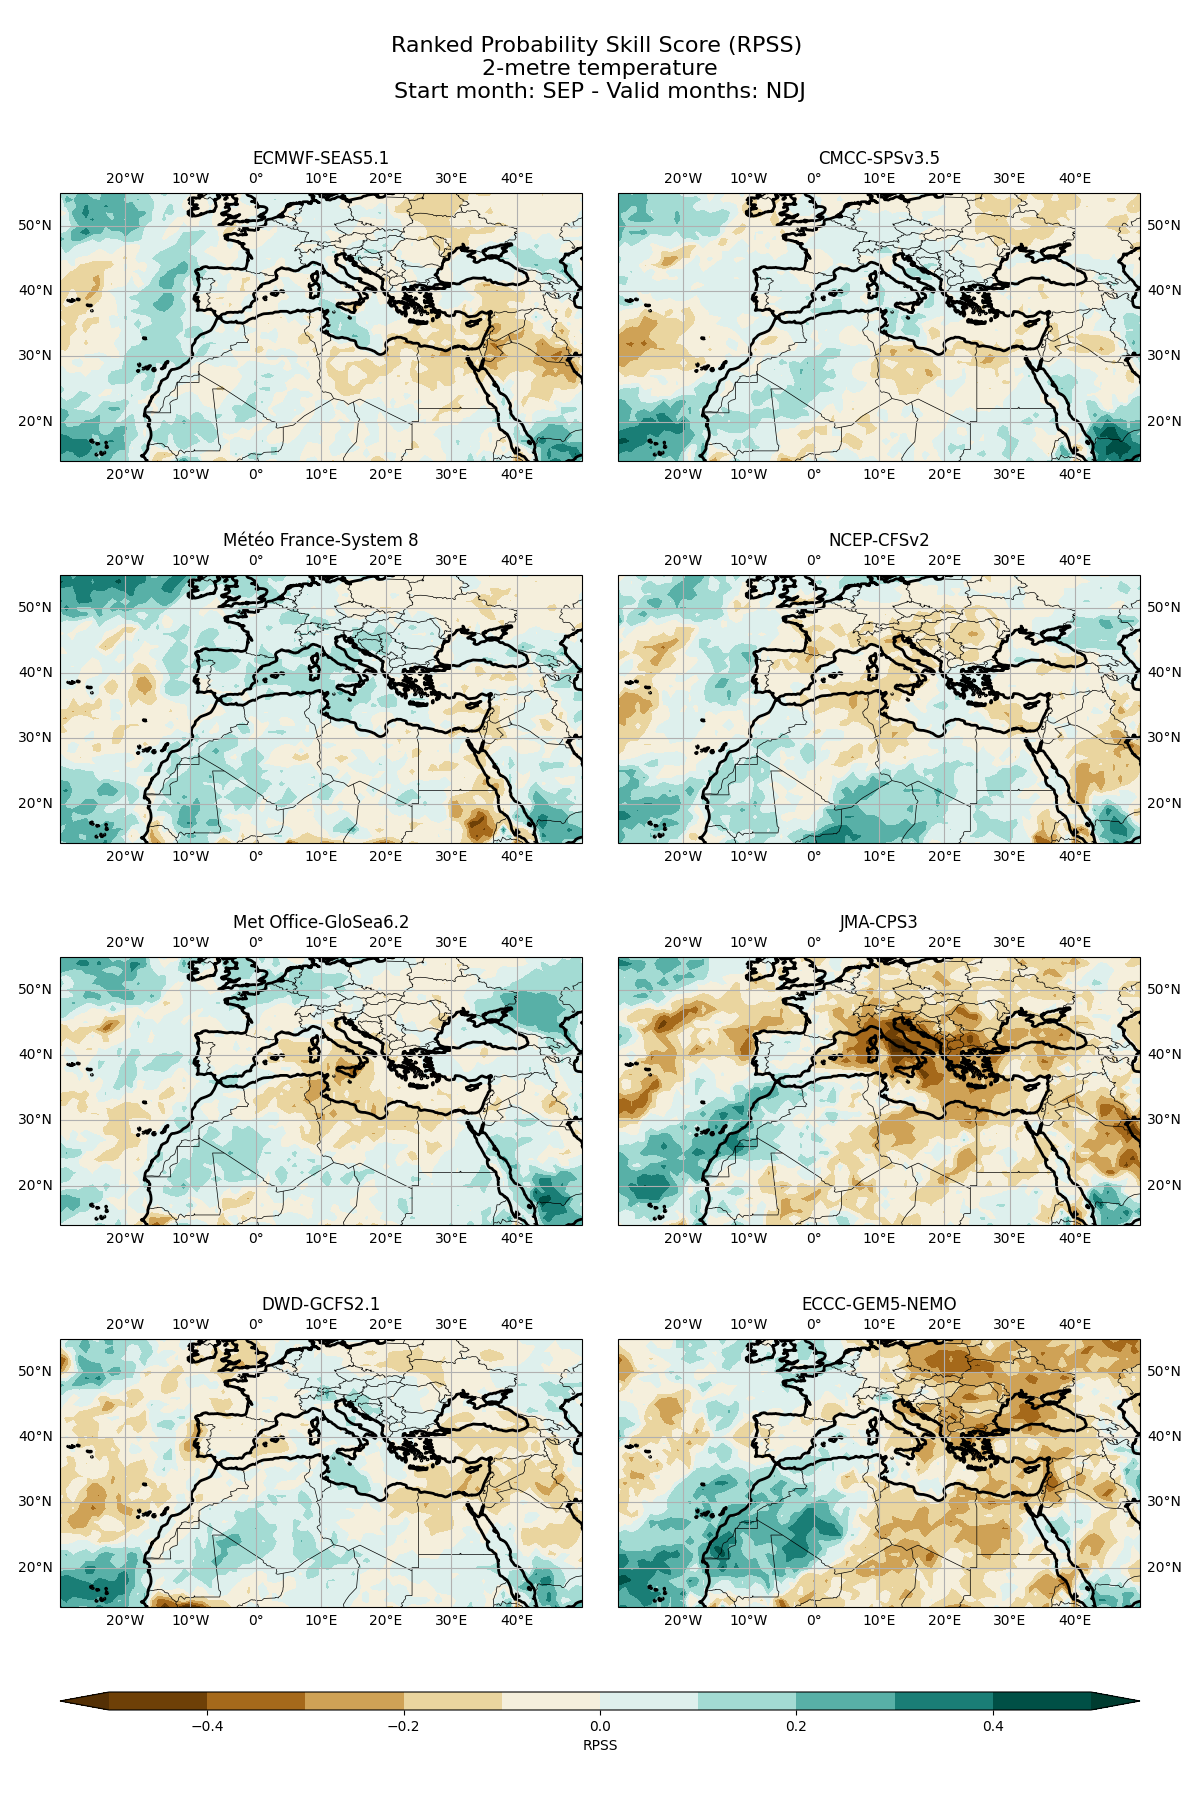 Ranked Probability Skill Score (RPSS)
2-metre temperature
Start month: SEP - Valid months: NDJ
ECMWF-SEAS5.1
20°W 10°W 0° 10°E 20°E 30°E 40°E
50°N
40°N
30°N
20°N
20°W 10°W 0° 10°E 20°E 30°E 40°E
CMCC-SPSv3.5
20°W 10°W 0° 10°E 20°E 30°E 40°E
50°N
40°N
30°N
20°N
20°W 10°W 0° 10°E 20°E 30°E 40°E
Météo France-System 8
20°W 10°W 0° 10°E 20°E 30°E 40°E
50°N
40°N
30°N
20°N
20°W 10°W 0° 10°E 20°E 30°E 40°E
NCEP-CFSv2
20°W 10°W 0° 10°E 20°E 30°E 40°E
50°N
40°N
30°N
20°N
20°W 10°W 0° 10°E 20°E 30°E 40°E
Met Office-GloSea6.2
20°W 10°W 0° 10°E 20°E 30°E 40°E
50°N
40°N
30°N
20°N
20°W 10°W 0° 10°E 20°E 30°E 40°E
JMA-CPS3
20°W 10°W 0° 10°E 20°E 30°E 40°E
50°N
40°N
30°N
20°N
20°W 10°W 0° 10°E 20°E 30°E 40°E
DWD-GCFS2.1
20°W 10°W 0° 10°E 20°E 30°E 40°E
50°N
40°N
30°N
20°N
20°W 10°W 0° 10°E 20°E 30°E 40°E
ECCC-GEM5-NEMO
20°W 10°W 0° 10°E 20°E 30°E 40°E
50°N
40°N
30°N
20°N
20°W 10°W 0° 10°E 20°E 30°E 40°E
−0.4 −0.2 0.0 0.2 0.4
RPSS